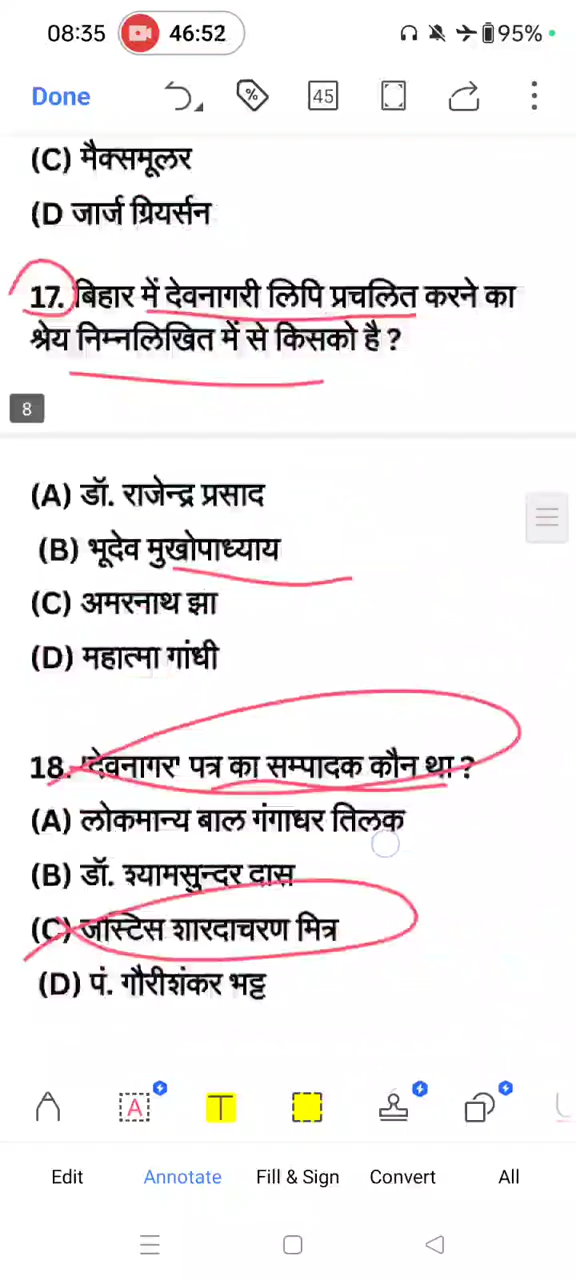 08:35 46:52 95%
Done 45
(C) मैक्समूलर
(D जार्ज ग्रियर्सन
17. बिहार में देवनागरी लिपि प्रचलित करने का
श्रेय निम्नलिखित में से किसको है ?
8
(A) डॉ. राजेन्द्र प्रसाद
(B) भूदेव मुखोपाध्याय
(C) अमरनाथ झा
(D) महात्मा गांधी
18. 'देवनागर' पत्र का सम्पादक कौन था ?
(A) लोकमान्य बाल गंगाधर तिलक
(B) डॉ. श्यामसुन्दर दास
(C) जस्टिस शारदाचरण मित्र
(D) पं. गौरीशंकर भट्ट
A T
Edit Annotate Fill & Sign Convert All